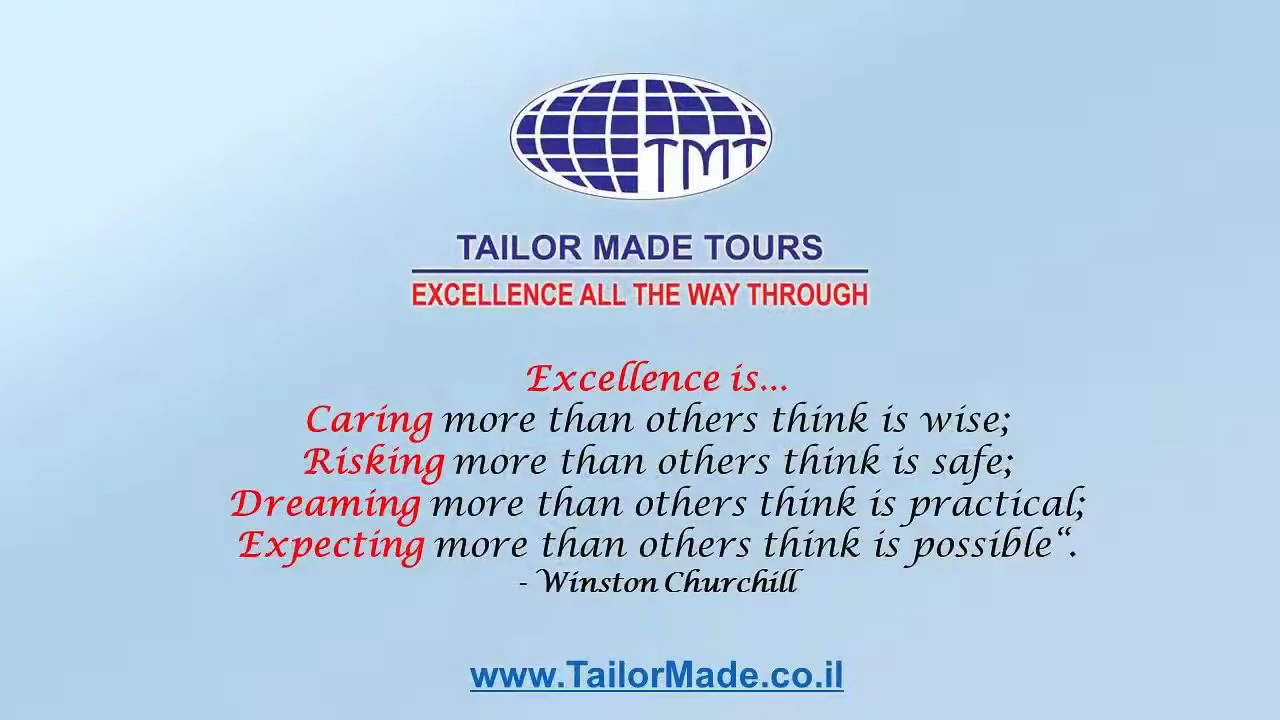 TMT
TAILOR MADE TOURS
EXCELLENCE ALL THE WAY THROUGH
Excellence is...
Caring more than others think is wise;
Risking more than others think is safe;
Dreaming more than others think is practical;
Expecting more than others think is possible“.
- Winston Churchill
www.TailorMade.co.il